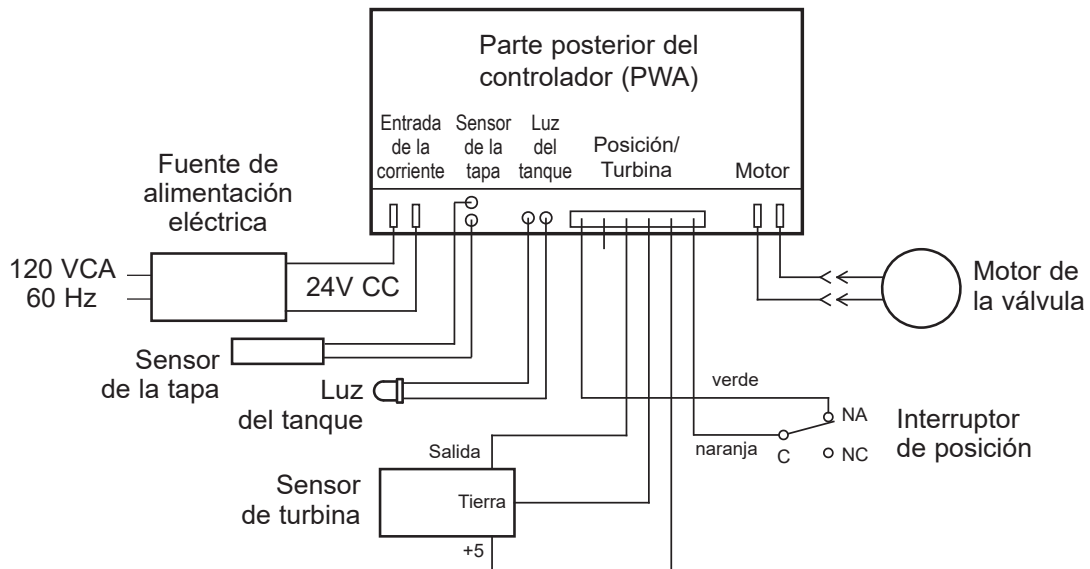 Parte posterior del
controlador (PWA)
Entrada
de la
corriente
Sensor
de la
tapa
Luz
del
tanque
Posición/
Turbina
Motor
Fuente de
alimentación
eléctrica
120 VCA
60 Hz
24V CC
Motor de
la válvula
Sensor
de la tapa
Luz
del tanque
verde
naranja
NA
C
NC
Interruptor
de posición
Salida
Sensor
de turbina
Tierra
+5